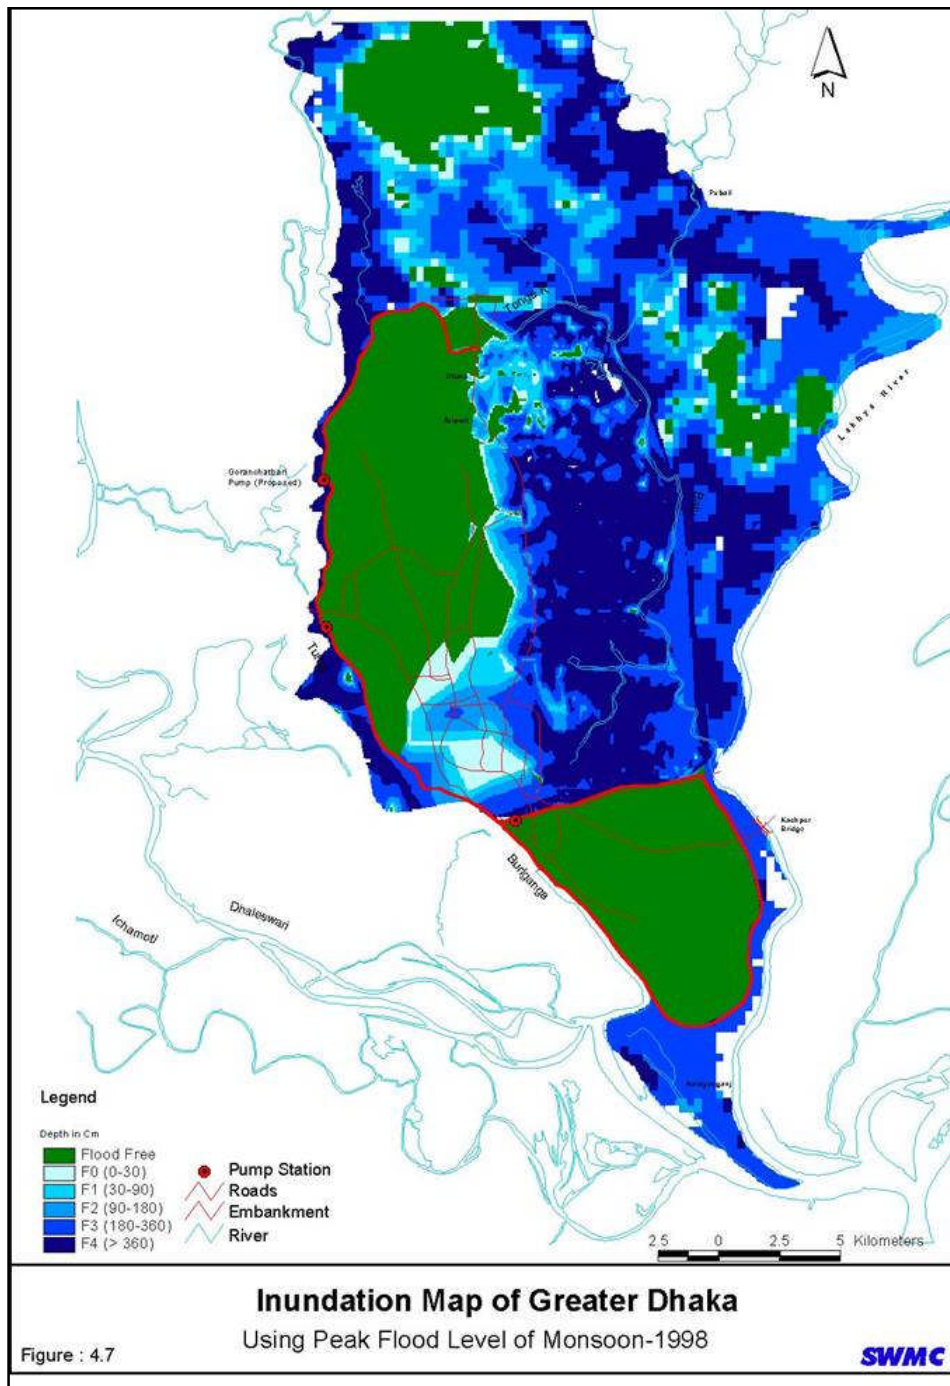 N
Pubail
Tongi K
Lakhya River
Goranchatbari
Pump (Proposed)
Kachpur
Bridge
Buriganga
Dhaleswari
Ichamoti
Narayanganj
Legend
Depth in Cm
Flood Free
F0 (0-30)
F1 (30-90)
F2 (90-180)
F3 (180-360)
F4 (> 360)
Pump Station
Roads
Embankment
River
2.5 0 2.5 5 Kilometers
Inundation Map of Greater Dhaka
Using Peak Flood Level of Monsoon-1998
Figure : 4.7
SWMC